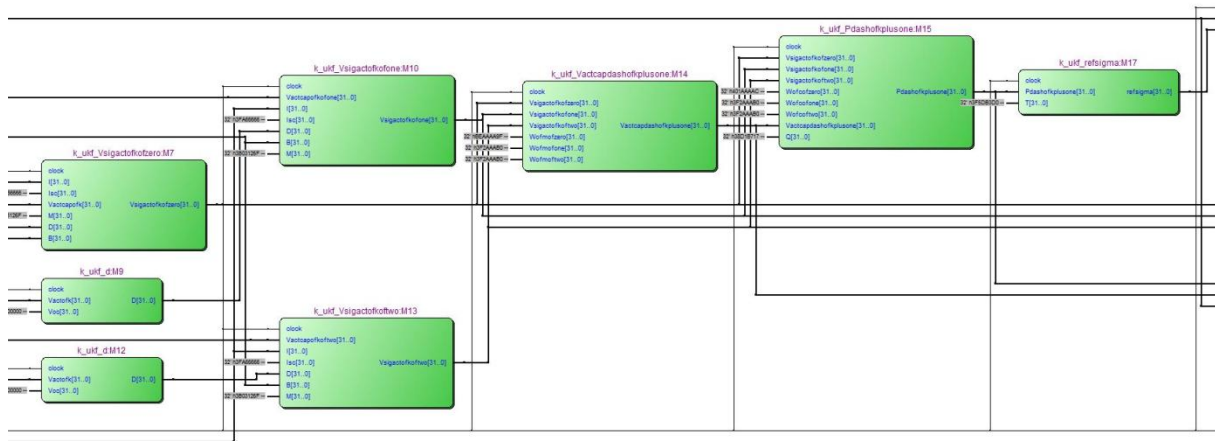 k_ukf_Vsigactofkofzero:M7
clock
I[31..0]
Isc[31..0]
Vactcapofk[31..0]
M[31..0]
D[31..0]
B[31..0]
Vsigactofkofzero[31..0]
k_ukf_d:M9
clock
Vactofk[31..0]
Voc[31..0]
D[31..0]
k_ukf_d:M12
clock
Vactofk[31..0]
Voc[31..0]
D[31..0]
k_ukf_Vsigactofkofone:M10
clock
Vactcapofkofone[31..0]
I[31..0]
Isc[31..0]
D[31..0]
B[31..0]
M[31..0]
Vsigactofkofone[31..0]
k_ukf_Vsigactofkoftwo:M13
clock
Vactcapofkoftwo[31..0]
I[31..0]
Isc[31..0]
D[31..0]
B[31..0]
M[31..0]
Vsigactofkoftwo[31..0]
k_ukf_Vactcapdashofkplusone:M14
clock
Vsigactofkofzero[31..0]
Vsigactofkofone[31..0]
Vsigactofkoftwo[31..0]
Wofmofzero[31..0]
Wofmofone[31..0]
Wofmoftwo[31..0]
Vactcapdashofkplusone[31..0]
k_ukf_Pdashofkplusone:M15
clock
Vsigactofkofzero[31..0]
Vsigactofkofone[31..0]
Vsigactofkoftwo[31..0]
Wofcofzero[31..0]
Wofcofone[31..0]
Wofcoftwo[31..0]
Vactcapdashofkplusone[31..0]
Q[31..0]
Pdashofkplusone[31..0]
k_ukf_refsigma:M17
clock
Pdashofkplusone[31..0]
T[31..0]
refsigma[31..0]